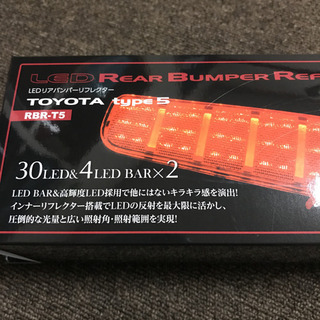 LED REAR BUMPER REF
LEDリアバンパーリフレクター
TOYOTA type 5
RBR-T5
30LED&4LED BAR×2
LED BAR&高輝度LED採用で他にはないキラキラ感を演出!
インナーリフレクター搭載でLEDの反射を最大限に活かし、
圧倒的な光量と広い照射角・照射範囲を実現!